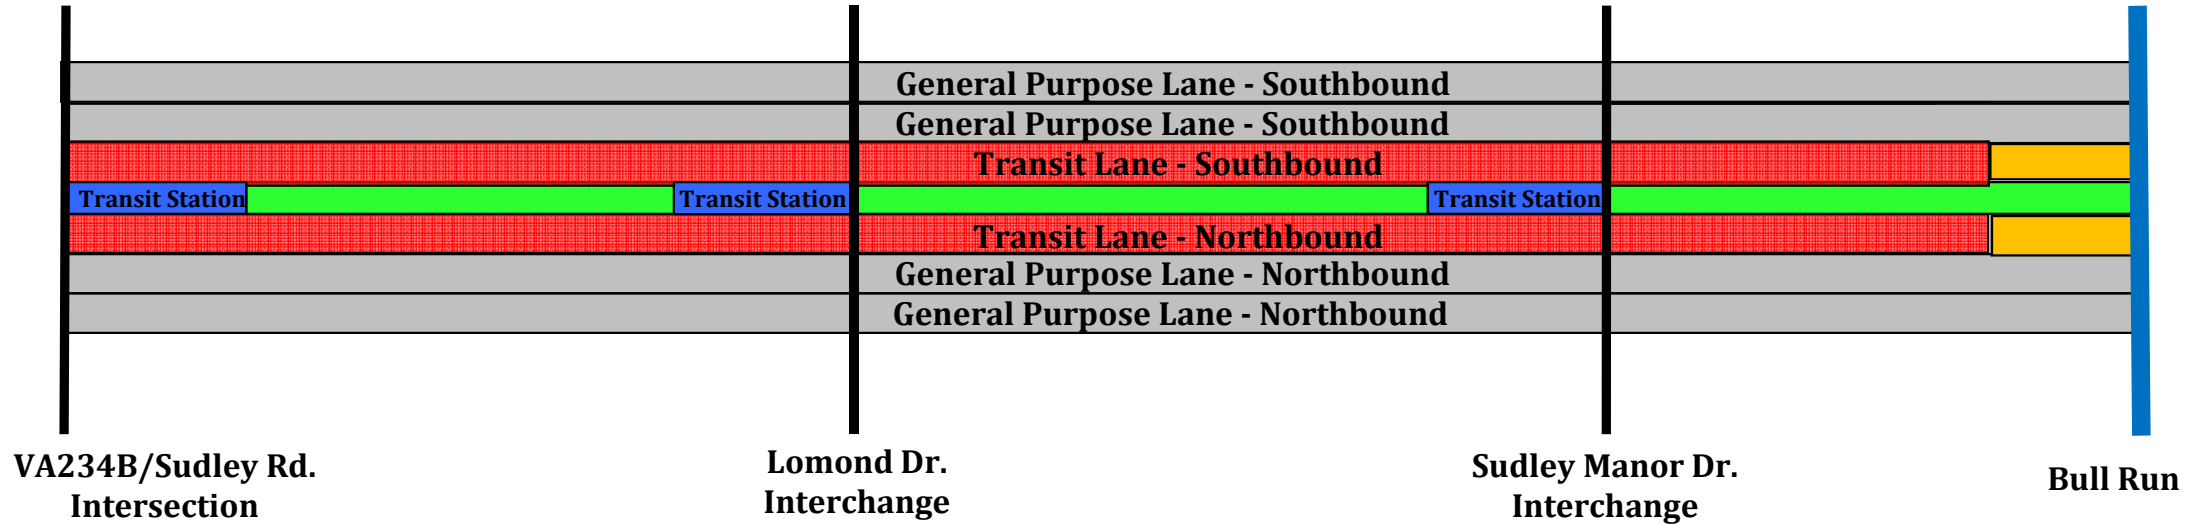 General Purpose Lane - Southbound
General Purpose Lane - Southbound
Transit Lane - Southbound
Transit Station
Transit Station
Transit Station
Transit Lane - Northbound
General Purpose Lane - Northbound
General Purpose Lane - Northbound
VA234B/Sudley Rd.
Intersection
Lomond Dr.
Interchange
Sudley Manor Dr.
Interchange
Bull Run